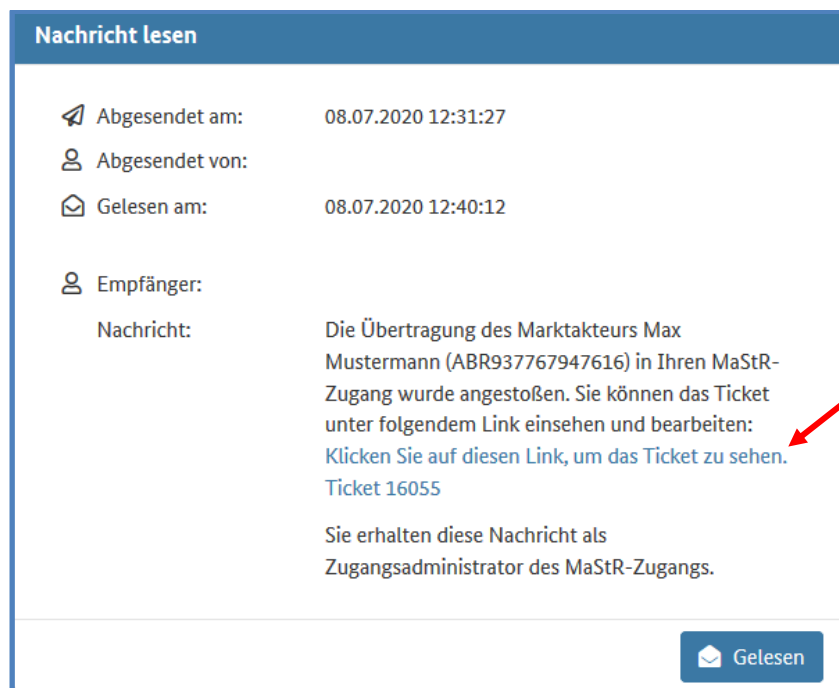 Nachricht lesen
Abgesendet am: 08.07.2020 12:31:27
Abgesendet von:
Gelesen am: 08.07.2020 12:40:12
Empfänger:
Nachricht: Die Übertragung des Marktakteurs Max
Mustermann (ABR937767947616) in Ihren MaStR-
Zugang wurde angestoßen. Sie können das Ticket
unter folgendem Link einsehen und bearbeiten:
Klicken Sie auf diesen Link, um das Ticket zu sehen.
Ticket 16055
Sie erhalten diese Nachricht als
Zugangsadministrator des MaStR-Zugangs.
Gelesen